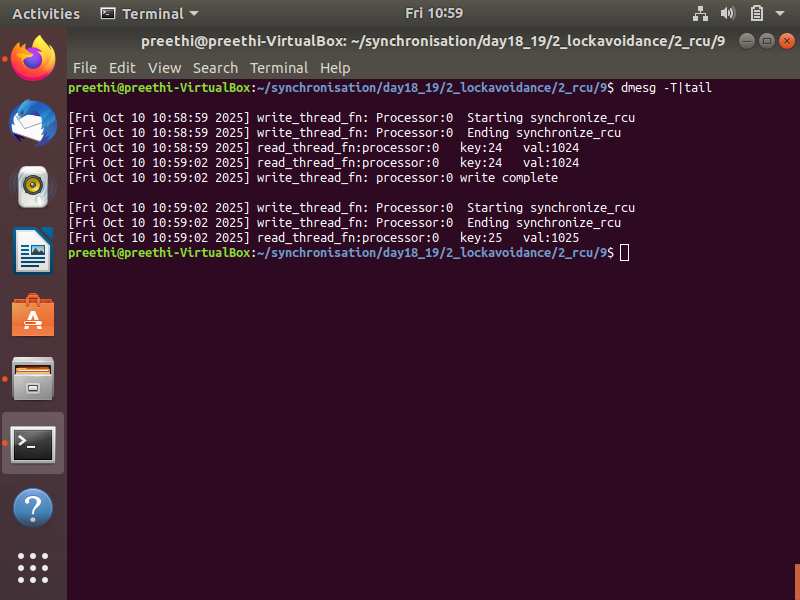 Activities Terminal Fri 10:59
preethi@preethi-VirtualBox: ~/synchronisation/day18_19/2_lockavoidance/2_rcu/9
File Edit View Search Terminal Help
preethi@preethi-VirtualBox:~/synchronisation/day18_19/2_lockavoidance/2_rcu/9$ dmesg -T|tail
[Fri Oct 10 10:58:59 2025] write_thread_fn: Processor:0  Starting synchronize_rcu
[Fri Oct 10 10:58:59 2025] write_thread_fn: Processor:0  Ending synchronize_rcu
[Fri Oct 10 10:58:59 2025] read_thread_fn:processor:0   key:24   val:1024
[Fri Oct 10 10:59:02 2025] read_thread_fn:processor:0   key:24   val:1024
[Fri Oct 10 10:59:02 2025] write_thread_fn: processor:0 write complete
[Fri Oct 10 10:59:02 2025] write_thread_fn: Processor:0  Starting synchronize_rcu
[Fri Oct 10 10:59:02 2025] write_thread_fn: Processor:0  Ending synchronize_rcu
[Fri Oct 10 10:59:02 2025] read_thread_fn:processor:0   key:25   val:1025
preethi@preethi-VirtualBox:~/synchronisation/day18_19/2_lockavoidance/2_rcu/9$